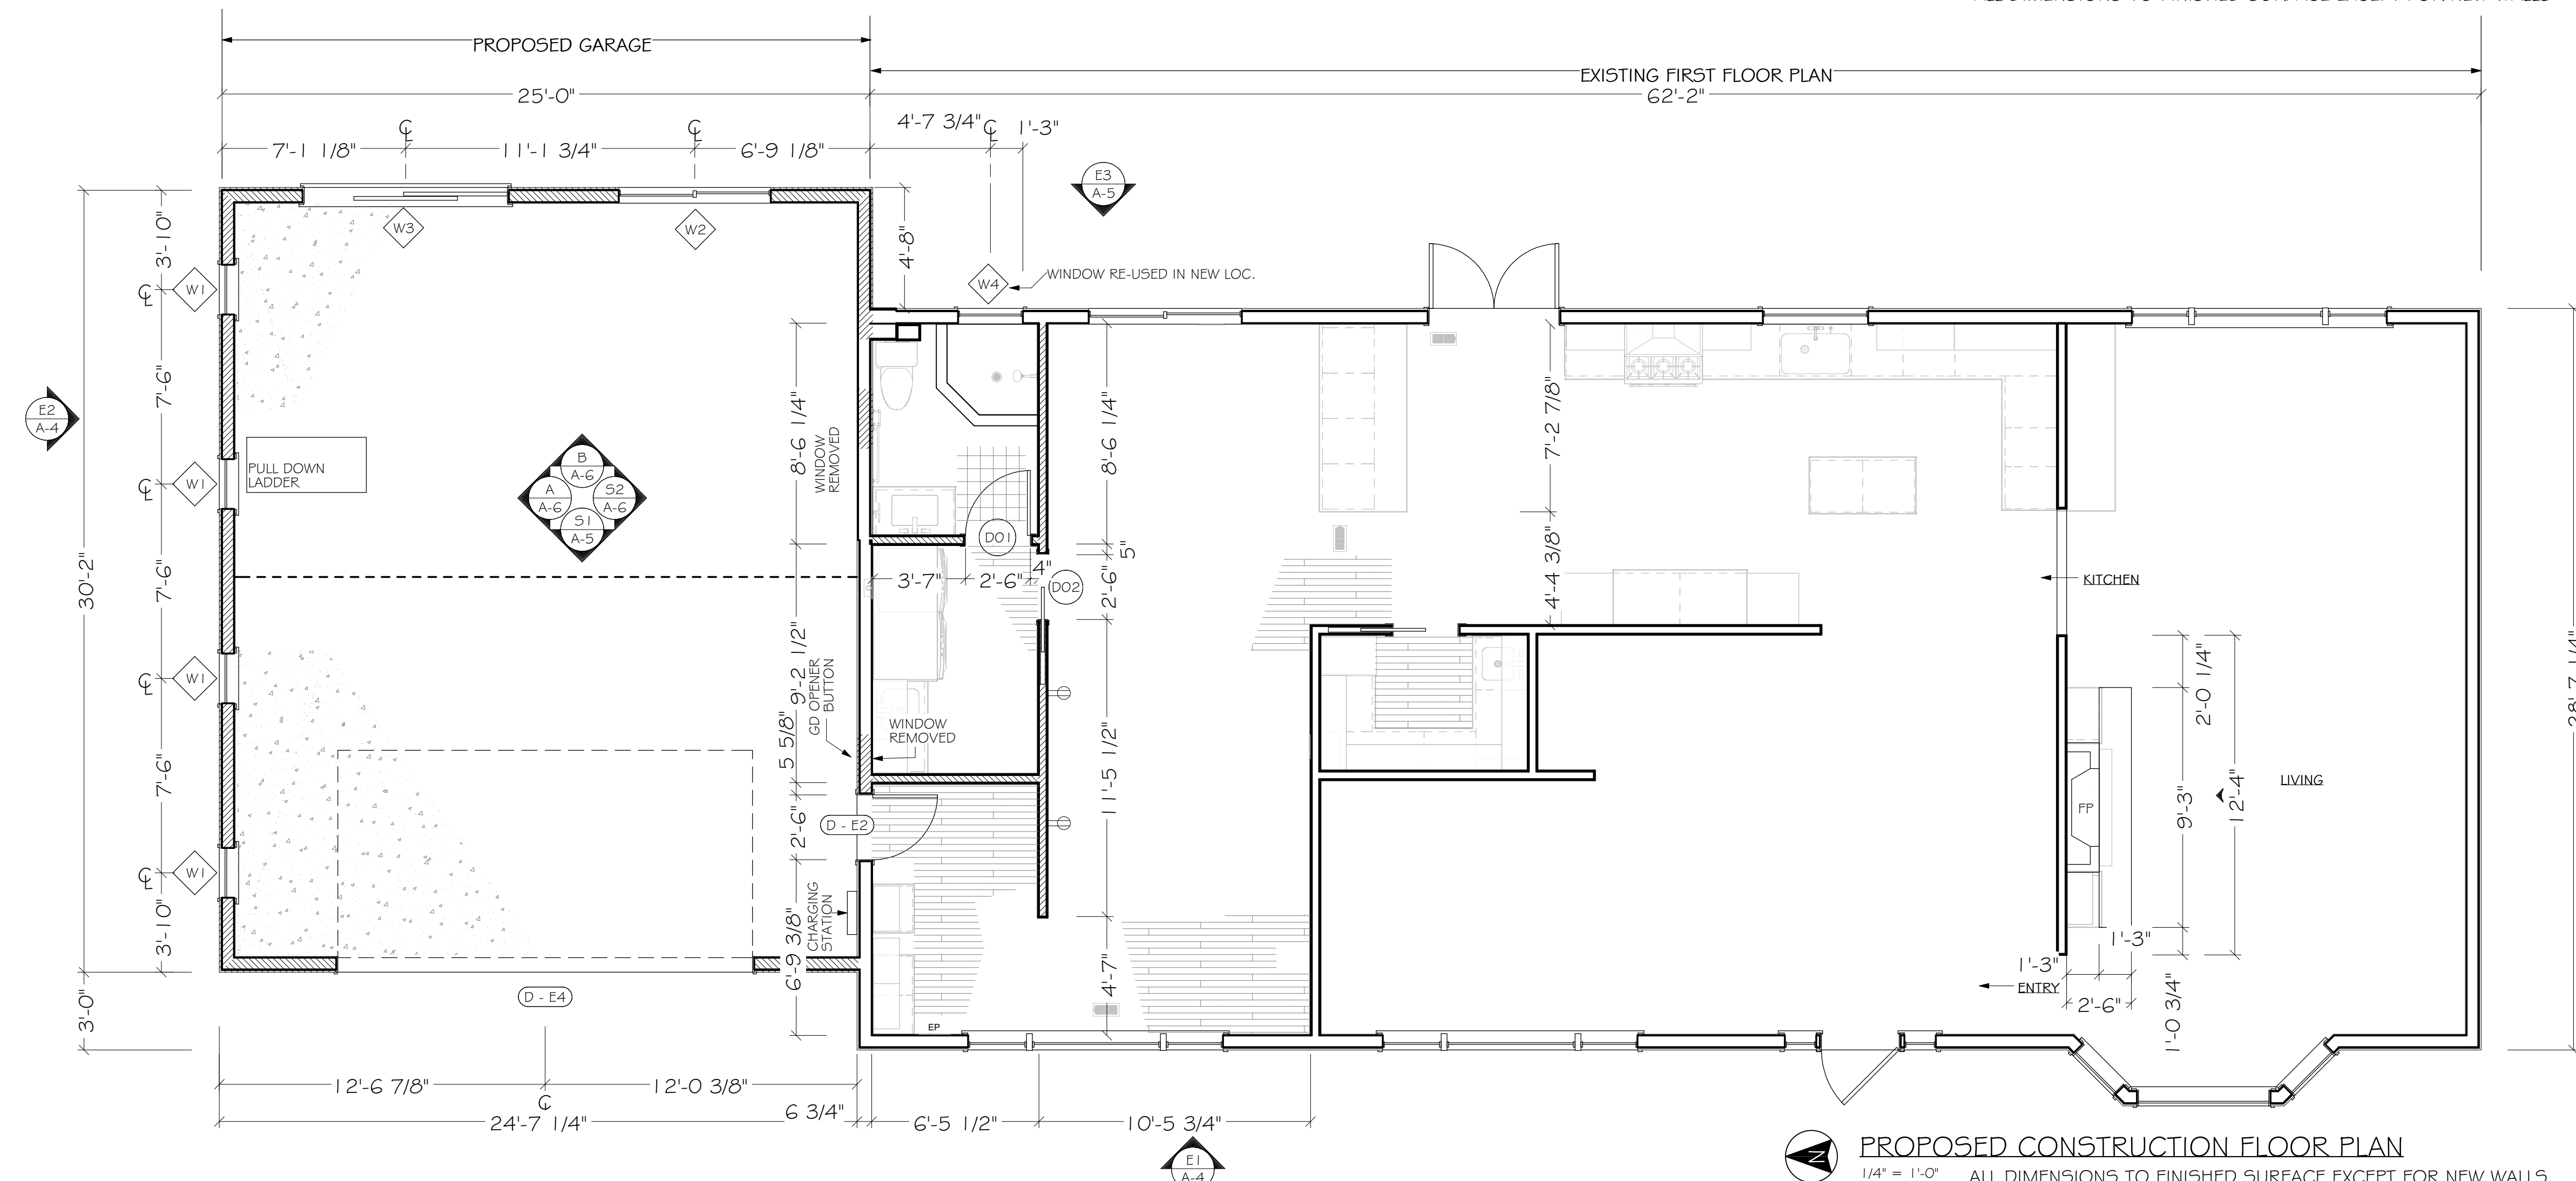 PROPOSED GARAGE
EXISTING FIRST FLOOR PLAN
25'-0"
62'-2"
7'-1 1/8"
11'-1 3/4"
6'-9 1/8"
4'-7 3/4"
1'-3"
E3
A-5
W3
W2
4'-8"
W4
WINDOW RE-USED IN NEW LOC.
3'-10"
W1
7'-6"
E2
A-4
30'-2"
W1
7'-6"
W1
7'-6"
W1
3'-10"
3'-0"
PULL DOWN
LADDER
B
A-6
A
A-6
S2
A-6
S1
A-5
8'-6 1/4"
WINDOW
REMOVED
8'-6 1/4"
7'-2 7/8"
D01
5"
3'-7"
2'-6"
4"
D02
2'-6"
4'-4 3/8"
KITCHEN
9'-2 1/2"
5 5/8"
GD OPENER
BUTTON
WINDOW
REMOVED
11'-5 1/2"
2'-6"
D - E2
CHARGING
STATION
6'-9 3/8"
4'-7"
EP
2'-0 1/4"
9'-3"
12'-4"
LIVING
FP
1'-3"
1'-3"
ENTRY
2'-6"
1'-0 3/4"
28'-7 1/4"
D - E4
12'-6 7/8"
12'-0 3/8"
24'-7 1/4"
6 3/4"
6'-5 1/2"
10'-5 3/4"
E1
A-4
N
PROPOSED CONSTRUCTION FLOOR PLAN
1/4" = 1'-0"
ALL DIMENSIONS TO FINISHED SURFACE EXCEPT FOR NEW WALLS